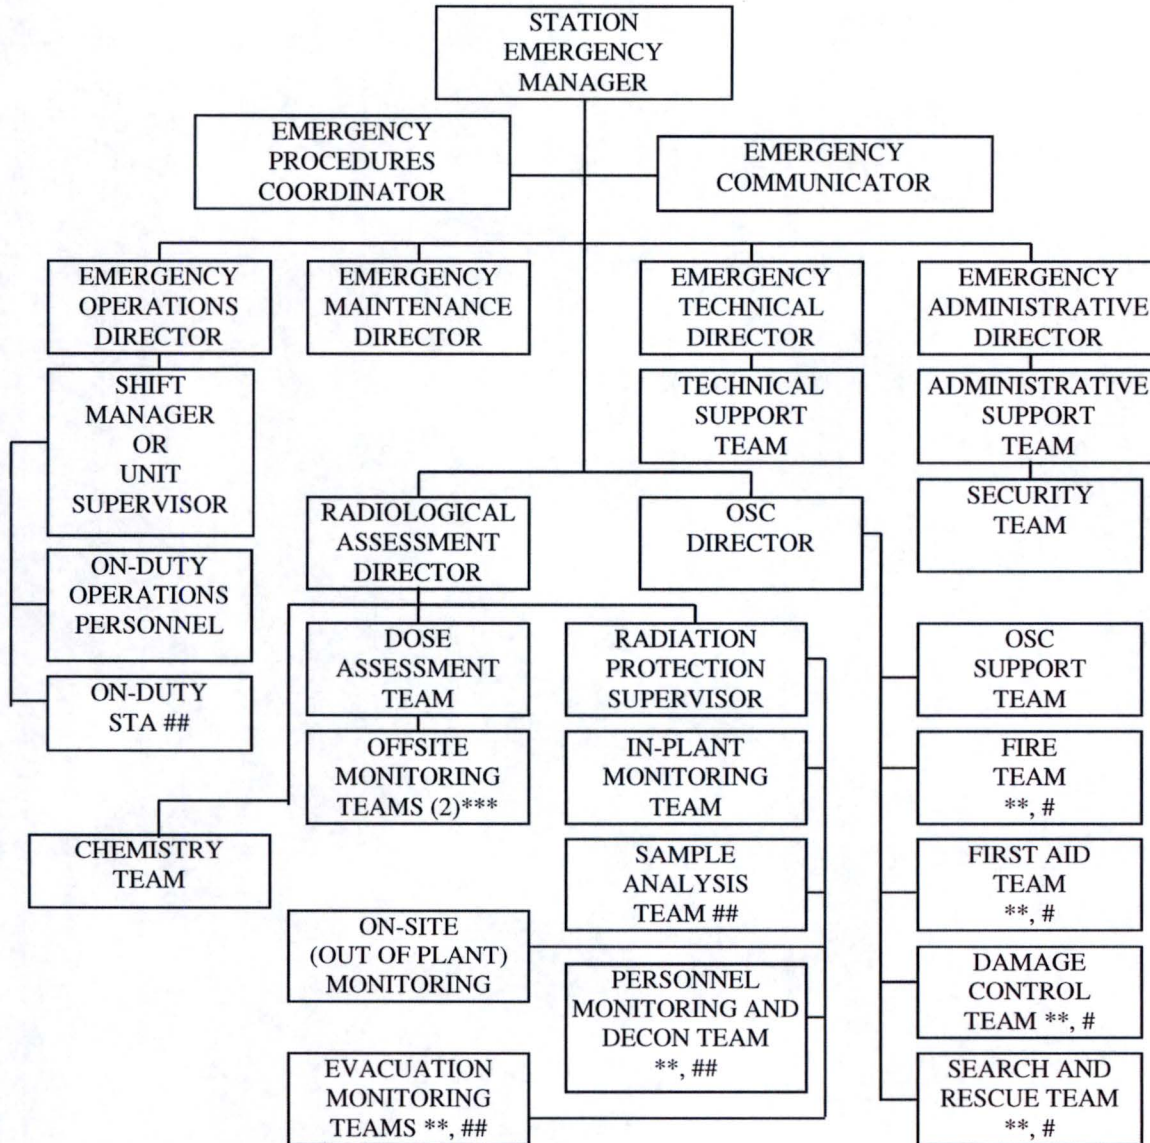 STATION
EMERGENCY
MANAGER
EMERGENCY
PROCEDURES
COORDINATOR
EMERGENCY
COMMUNICATOR
EMERGENCY
OPERATIONS
DIRECTOR
EMERGENCY
MAINTENANCE
DIRECTOR
EMERGENCY
TECHNICAL
DIRECTOR
EMERGENCY
ADMINISTRATIVE
DIRECTOR
SHIFT
MANAGER
OR
UNIT
SUPERVISOR
TECHNICAL
SUPPORT
TEAM
ADMINISTRATIVE
SUPPORT
TEAM
SECURITY
TEAM
RADIOLOGICAL
ASSESSMENT
DIRECTOR
OSC
DIRECTOR
ON-DUTY
OPERATIONS
PERSONNEL
ON-DUTY
STA ##
DOSE
ASSESSMENT
TEAM
RADIATION
PROTECTION
SUPERVISOR
OSC
SUPPORT
TEAM
OFFSITE
MONITORING
TEAMS (2)***
IN-PLANT
MONITORING
TEAM
FIRE
TEAM
**, #
CHEMISTRY
TEAM
SAMPLE
ANALYSIS
TEAM ##
FIRST AID
TEAM
**, #
ON-SITE
(OUT OF PLANT)
MONITORING
PERSONNEL
MONITORING AND
DECON TEAM
**, ##
DAMAGE
CONTROL
TEAM **, #
EVACUATION
MONITORING
TEAMS **, ##
SEARCH AND
RESCUE TEAM
**, #